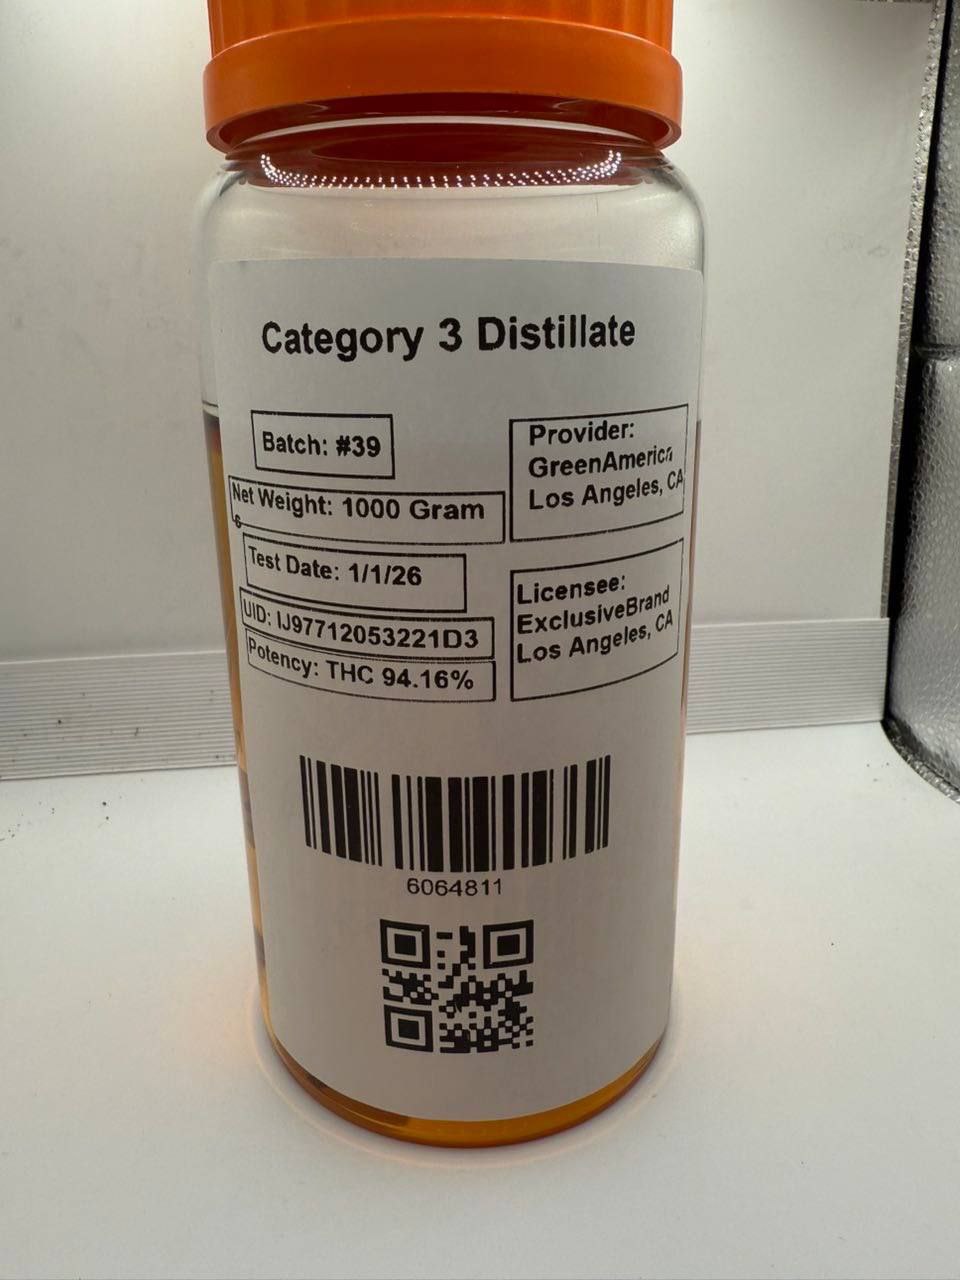 Category 3 Distillate
Batch: #39
Net Weight: 1000 Gram
s
Test Date: 1/1/26
UID: IJ97712053221D3
Potency: THC 94.16%
Provider:
GreenAmerica
Los Angeles, CA
Licensee:
ExclusiveBrand
Los Angeles, CA
6064811